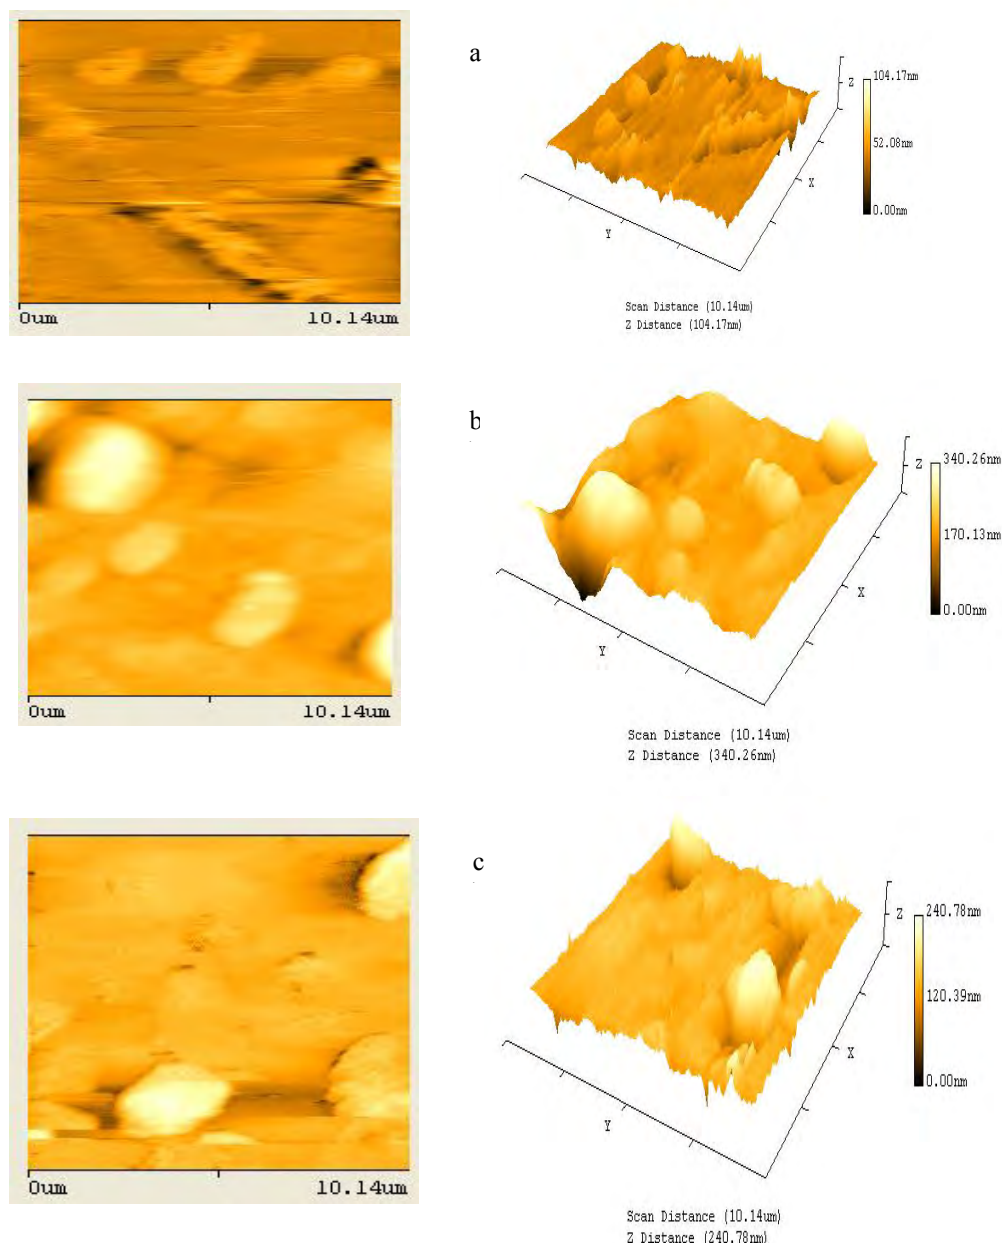 a
Z
104.17nm
52.08nm
0.00nm
X
Y
0um 10.14um
Scan Distance (10.14um)
Z Distance (104.17nm)
b
Z
340.26nm
170.13nm
0.00nm
X
Y
0um 10.14um
Scan Distance (10.14um)
Z Distance (340.26nm)
c
Z
240.78nm
120.39nm
0.00nm
X
Y
0um 10.14um
Scan Distance (10.14um)
Z Distance (240.78nm)